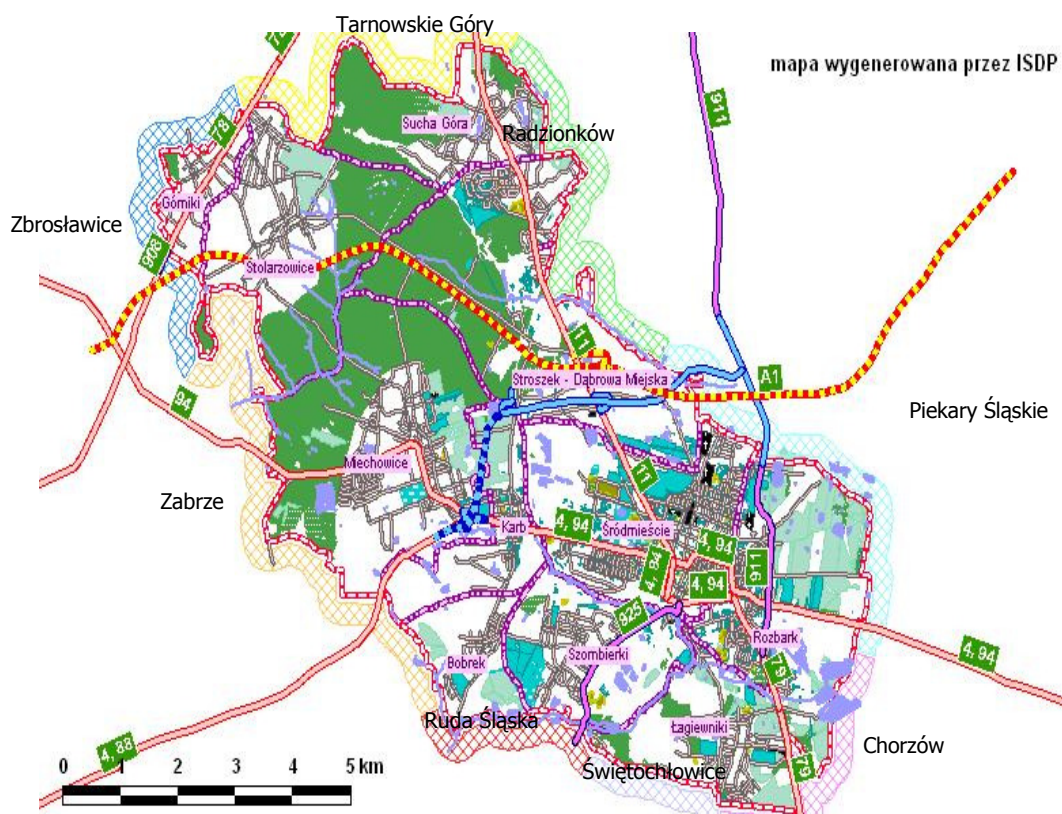 Tarnowskie Góry
mapa wygenerowana przez ISDP
911
Sucha Góra
Radzionków
78
Górniki
Zbrosławice
908
Stolarzowice
11
Stroszek - Dąbrowa Miejska
A1
Piekary Śląskie
94
Miechowice
Zabrze
11
Karb
4, 94
Śródmieście
4, 94
4, 94
4, 94
911
925
Rozbark
4, 94
Bobrek
Szombierki
79
Ruda Śląska
Łagiewniki
Chorzów
4, 88
79
Świętochłowice
0 1 2 3 4 5 km